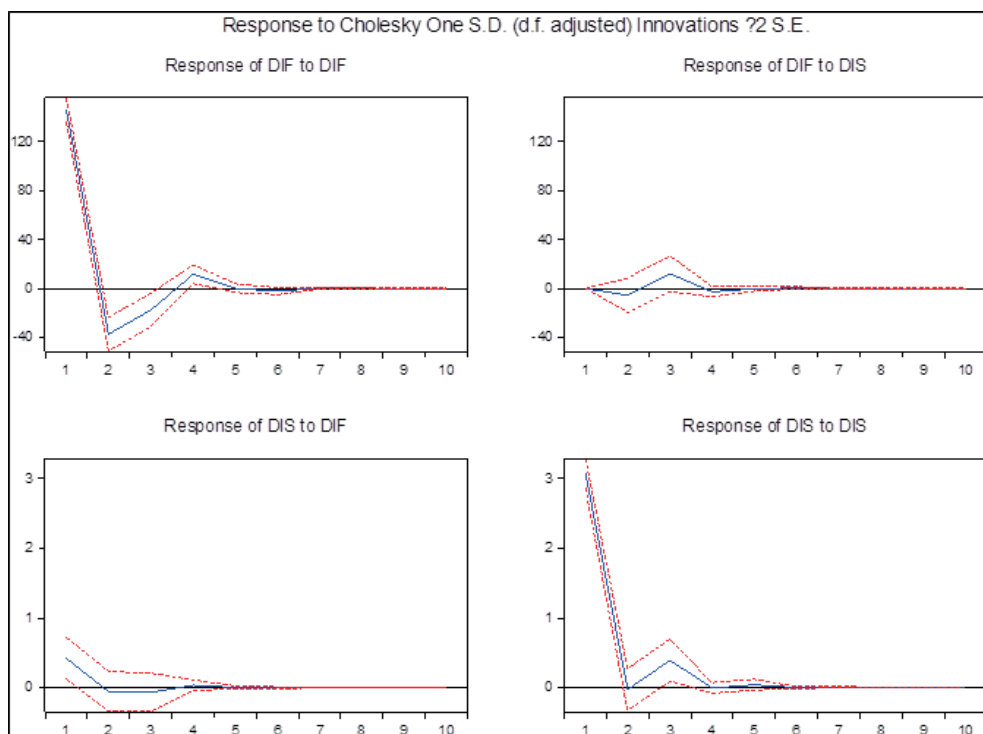 Response to Cholesky One S.D. (d.f. adjusted) Innovations ?2 S.E.
Response of DIF to DIF
120
80
40
0
-40
1 2 3 4 5 6 7 8 9 10
Response of DIF to DIS
120
80
40
0
-40
1 2 3 4 5 6 7 8 9 10
Response of DIS to DIF
3
2
1
0
1 2 3 4 5 6 7 8 9 10
Response of DIS to DIS
3
2
1
0
1 2 3 4 5 6 7 8 9 10